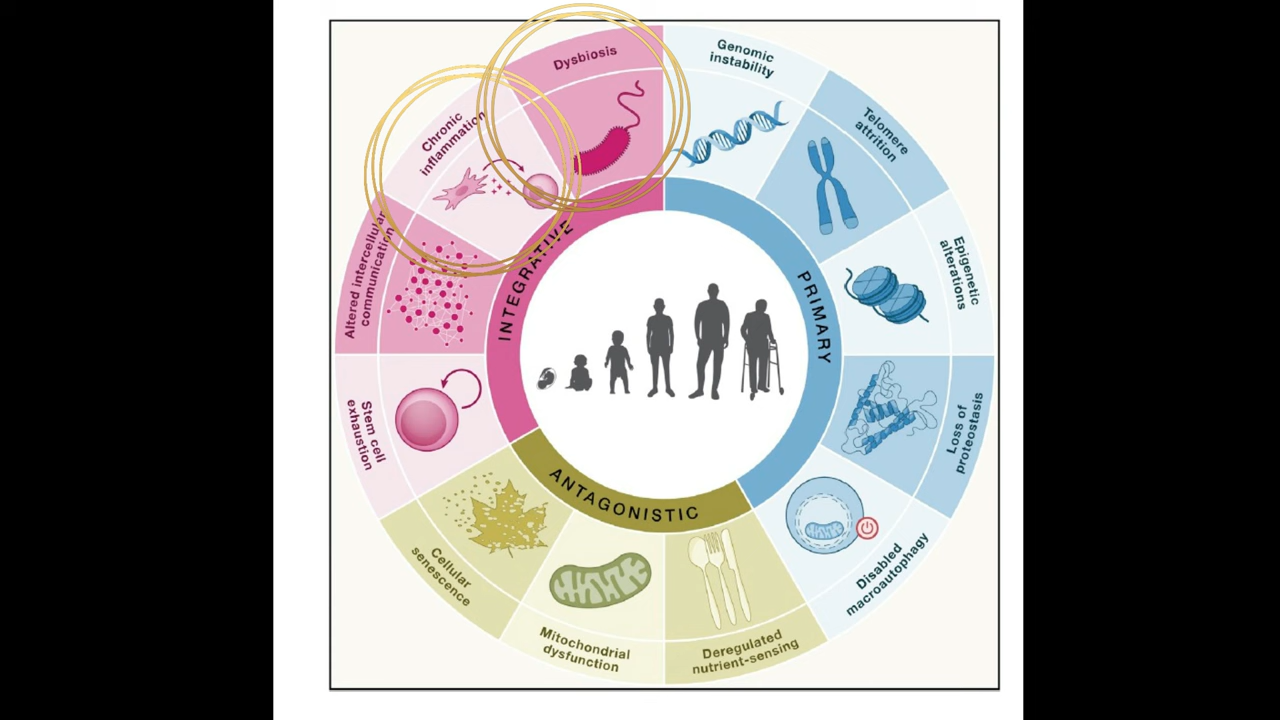 Dysbiosis
Genomic
instability
Telomere
attrition
Epigenetic
alterations
Loss of
proteostasis
Disabled
macroautophagy
Deregulated
nutrient-sensing
Mitochondrial
dysfunction
Cellular
senescence
Stem cell
exhaustion
Altered intercellular
communication
Chronic
inflammation
INTEGRATIVE
PRIMARY
ANTAGONISTIC